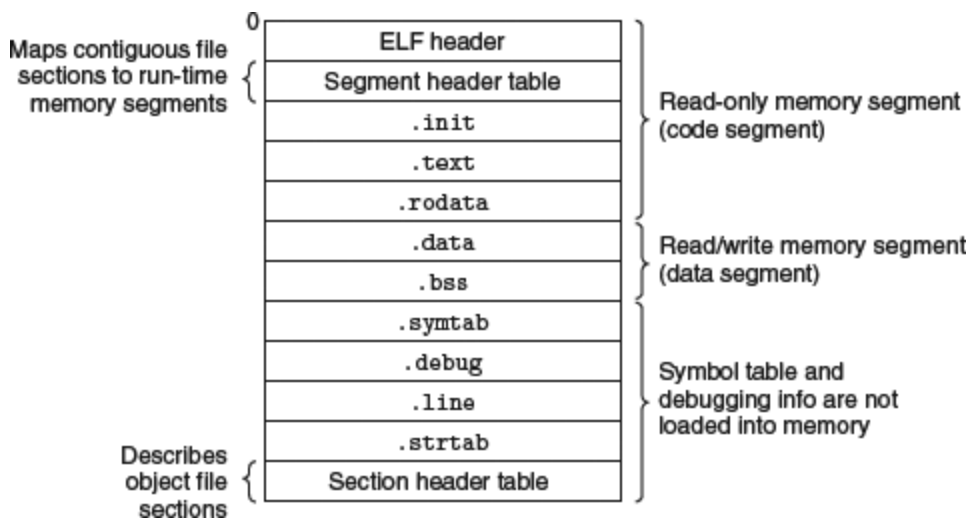 0
ELF header
Maps contiguous file
sections to run-time
memory segments
Segment header table
.init
.text
.rodata
Read-only memory segment
(code segment)
.data
.bss
Read/write memory segment
(data segment)
.symtab
.debug
.line
.strtab
Symbol table and
debugging info are not
loaded into memory
Describes
object file
sections
Section header table